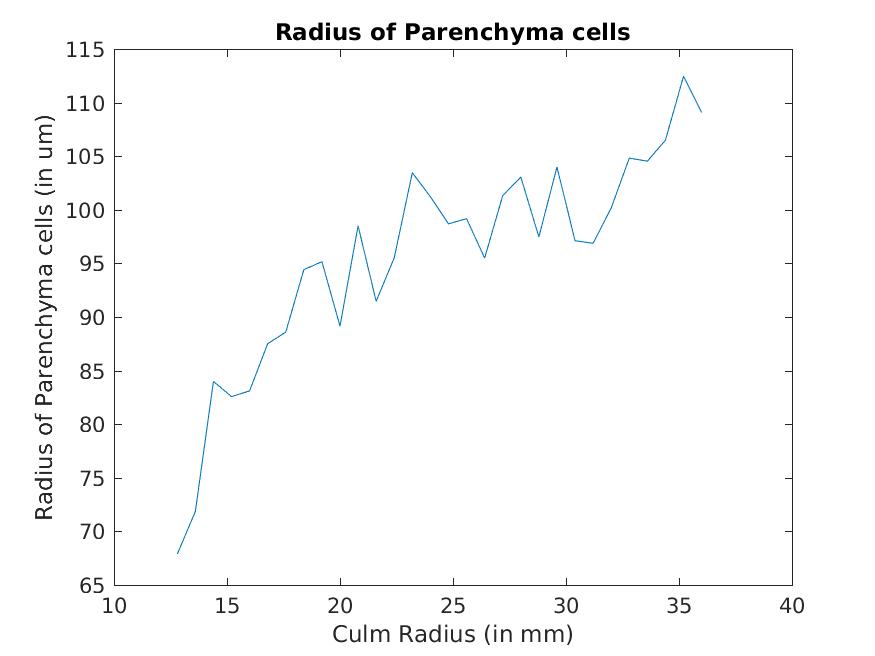 Radius of Parenchyma cells
115
110
105
100
95
90
85
80
75
70
65
Radius of Parenchyma cells (in um)
10 15 20 25 30 35 40
Culm Radius (in mm)